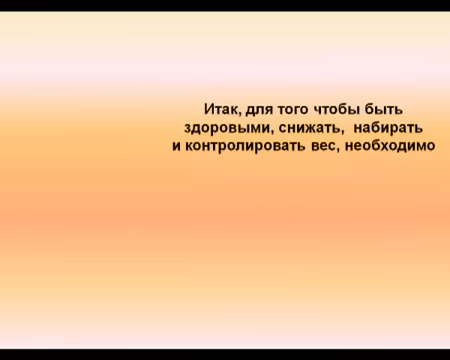 Итак, для того чтобы быть
здоровыми, снижать, набирать
и контролировать вес, необходимо